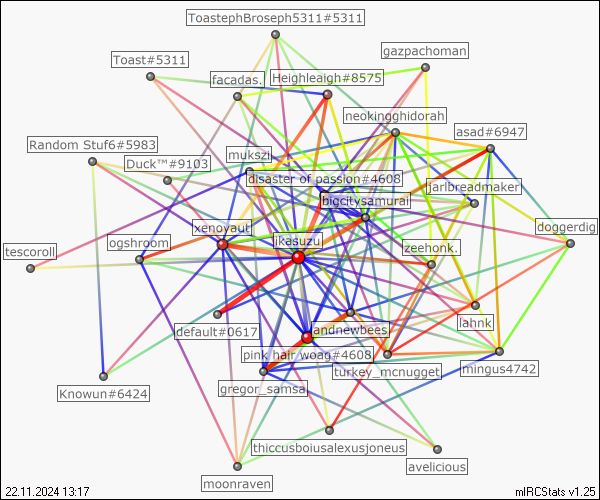 ToastephBroseph5311#5311
gazpachoman
Toast#5311
facadas.
Heighleigh#8575
neokingghidorah
asad#6947
Random Stuf6#5983
mukszi
Duck™#9103
disaster of passion#4608
jarlbreadmaker
bigcitysamurai
xenoyaut
doggerdig
ogshroom
ikasuzu
zeehonk.
tescoroll
default#0617
andnewbees
lahnk
pink hair woag#4608
turkey_mcnugget
mingus4742
Knowun#6424
gregor_samsa
thiccusboiusalexusjoneus
avelicious
moonraven
22.11.2024 13:17
mIRCStats v1.25